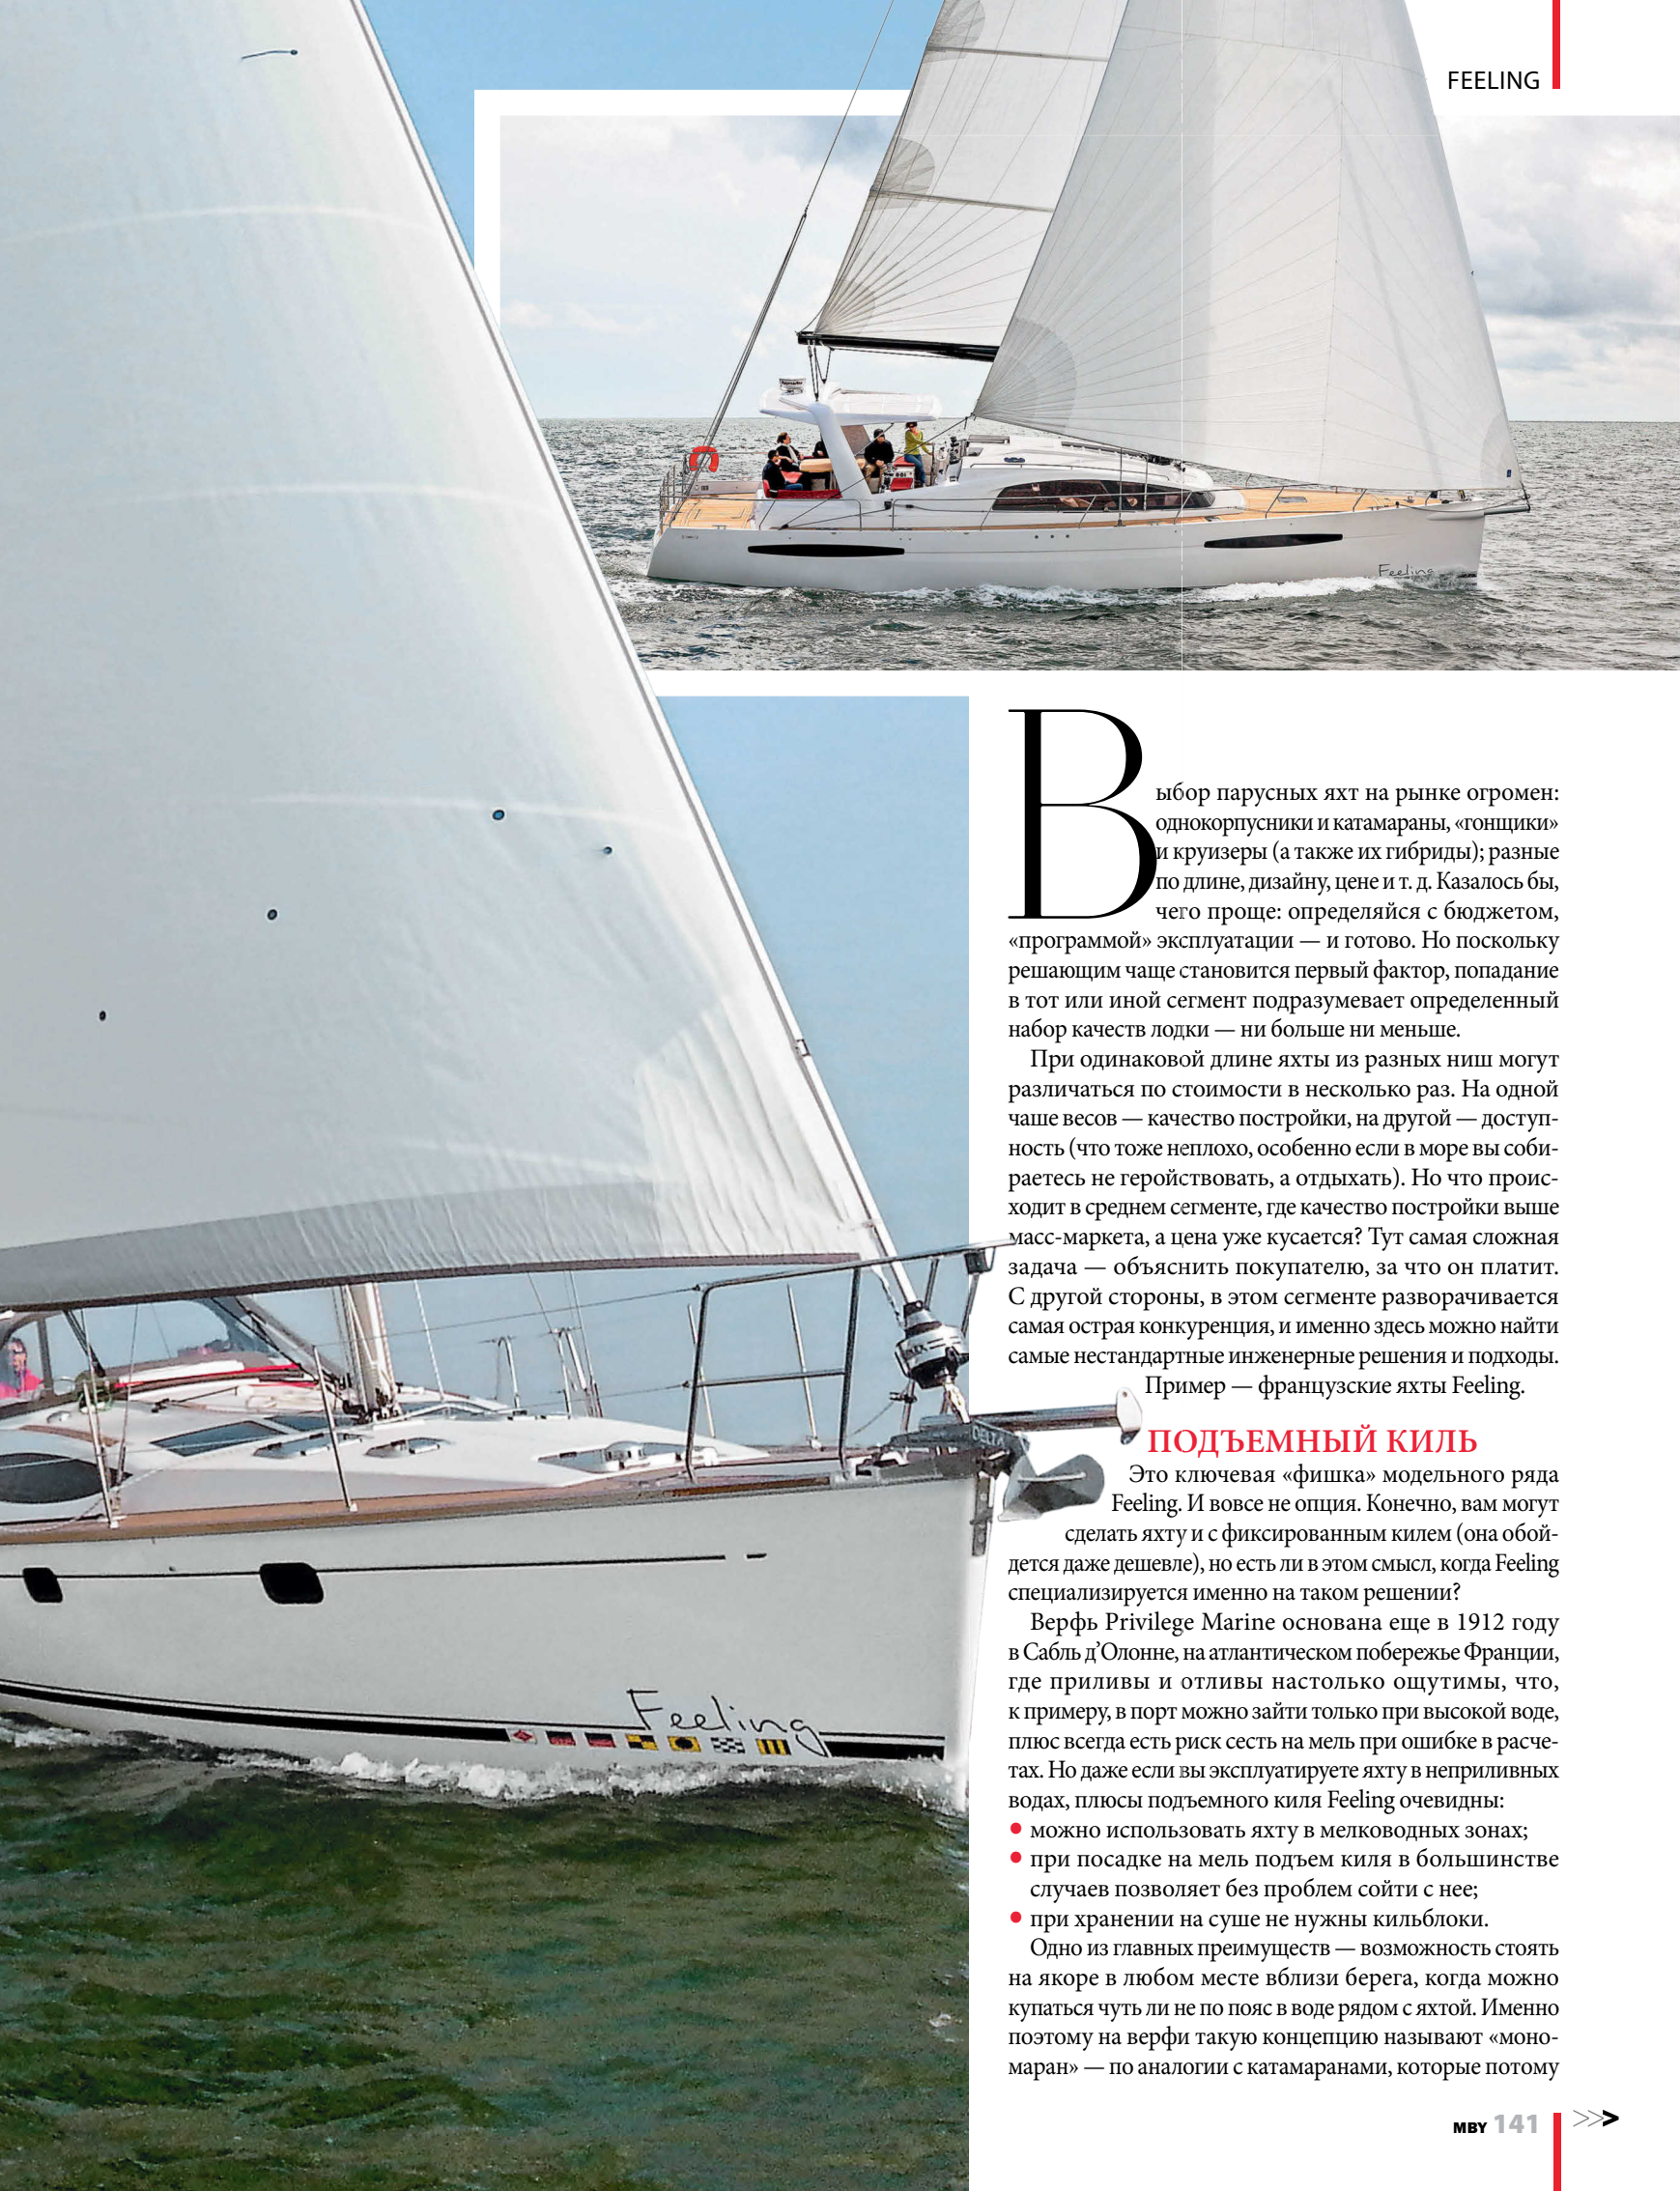 FEELING
Feeling
Выбор парусных яхт на рынке огромен:
однокорпусники и катамараны, «гонщики»
и круизеры (а также их гибриды); разные
по длине, дизайну, цене и т. д. Казалось бы,
чего проще: определяйся с бюджетом,
«программой» эксплуатации — и готово. Но поскольку
решающим чаще становится первый фактор, попадание
в тот или иной сегмент подразумевает определенный
набор качеств лодки — ни больше ни меньше.
При одинаковой длине яхты из разных ниш могут
различаться по стоимости в несколько раз. На одной
чаше весов — качество постройки, на другой — доступ-
ность (что тоже неплохо, особенно если в море вы соби-
раетесь не геройствовать, а отдыхать). Но что проис-
ходит в среднем сегменте, где качество постройки выше
масс-маркета, а цена уже кусается? Тут самая сложная
задача — объяснить покупателю, за что он платит.
С другой стороны, в этом сегменте разворачивается
самая острая конкуренция, и именно здесь можно найти
самые нестандартные инженерные решения и подходы.
Пример — французские яхты Feeling.
ПОДЪЕМНЫЙ КИЛЬ
Это ключевая «фишка» модельного ряда
Feeling. И вовсе не опция. Конечно, вам могут
сделать яхту и с фиксированным килем (она обой-
дется даже дешевле), но есть ли в этом смысл, когда Feeling
специализируется именно на таком решении?
Верфь Privilege Marine основана еще в 1912 году
в Сабль д’Олонне, на атлантическом побережье Франции,
где приливы и отливы настолько ощутимы, что,
к примеру, в порт можно зайти только при высокой воде,
плюс всегда есть риск сесть на мель при ошибке в расче-
тах. Но даже если вы эксплуатируете яхту в неприливных
водах, плюсы подъемного киля Feeling очевидны:
● можно использовать яхту в мелководных зонах;
● при посадке на мель подъем киля в большинстве
случаев позволяет без проблем сойти с нее;
● при хранении на суше не нужны кильблоки.
Одно из главных преимуществ — возможность стоять
на якоре в любом месте вблизи берега, когда можно
купаться чуть ли не по пояс в воде рядом с яхтой. Именно
поэтому на верфи такую концепцию называют «моно-
маран» — по аналогии с катамаранами, которые потому
DELTA
Feeling
MBY 141 >>>